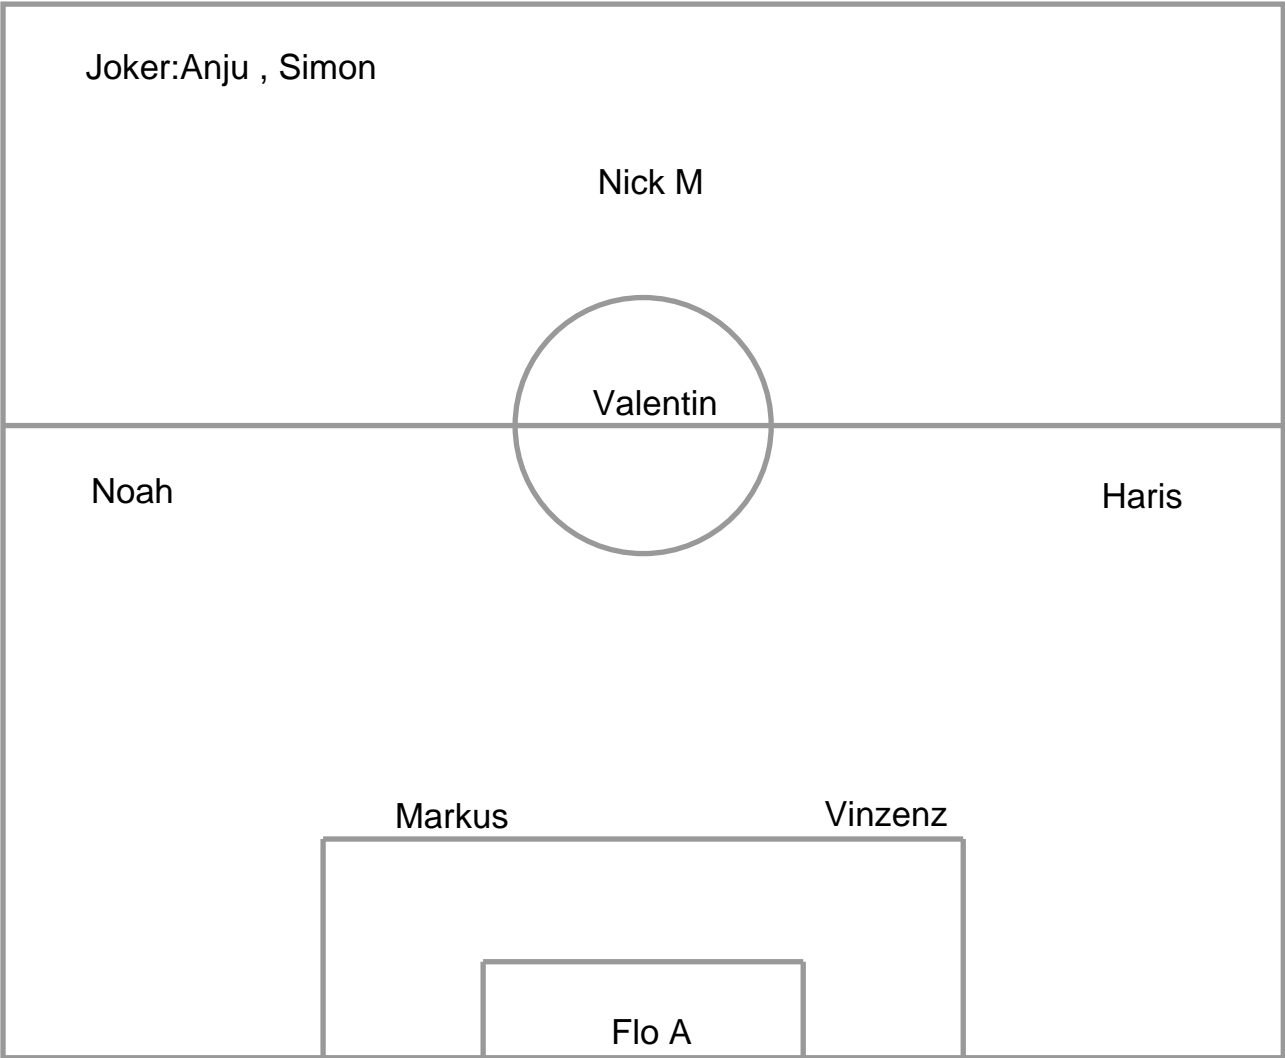 Joker:Anju , Simon
Nick M
Valentin
Noah
Haris
Markus
Vinzenz
Flo A